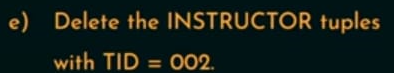 e) Delete the INSTRUCTOR tuples
with TID = 002.